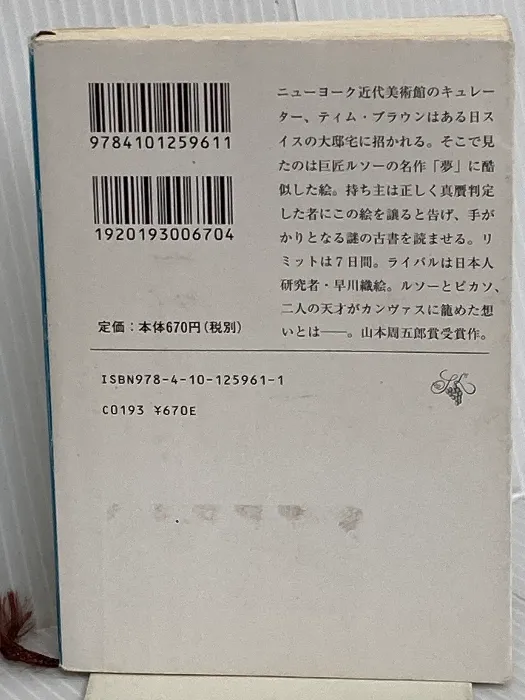 9784101259611
1920193006704
定価：本体670円（税別）
ISBN978-4-10-125961-1
C0193 ¥670E
ニューヨーク近代美術館のキュレー
ター、ティム・ブラウンはある日ス
イスの大邸宅に招かれる。そこで見
たのは巨匠ルソーの名作「夢」に酷
似した絵。持ち主は正しく真贋判定
した者にこの絵を譲ると告げ、手が
かりとなる謎の古書を読ませる。リ
ミットは7日間。ライバルは日本人
研究者・早川織絵。ルソーとピカソ、
二人の天才がカンヴァスに籠めた想
いとは――。山本周五郎賞受賞作。